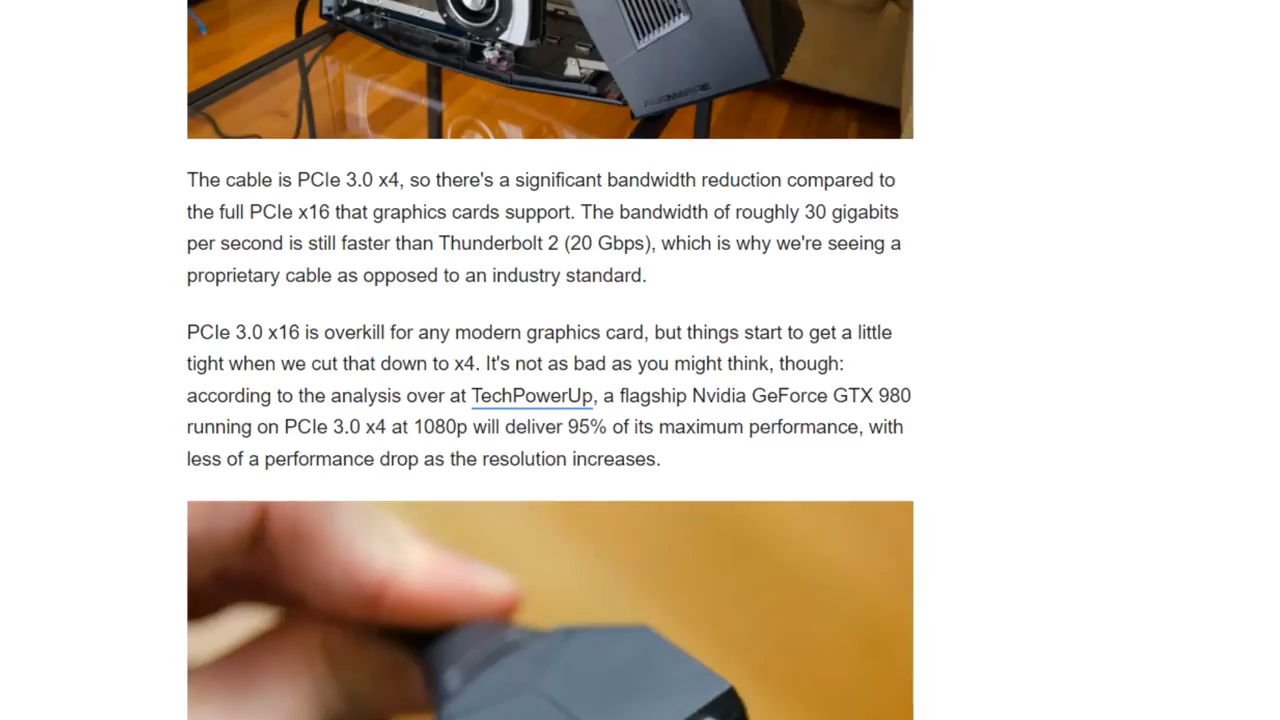 ALIENWARE
The cable is PCIe 3.0 x4, so there's a significant bandwidth reduction compared to
the full PCIe x16 that graphics cards support. The bandwidth of roughly 30 gigabits
per second is still faster than Thunderbolt 2 (20 Gbps), which is why we're seeing a
proprietary cable as opposed to an industry standard.
PCIe 3.0 x16 is overkill for any modern graphics card, but things start to get a little
tight when we cut that down to x4. It's not as bad as you might think, though:
according to the analysis over at TechPowerUp, a flagship Nvidia GeForce GTX 980
running on PCIe 3.0 x4 at 1080p will deliver 95% of its maximum performance, with
less of a performance drop as the resolution increases.